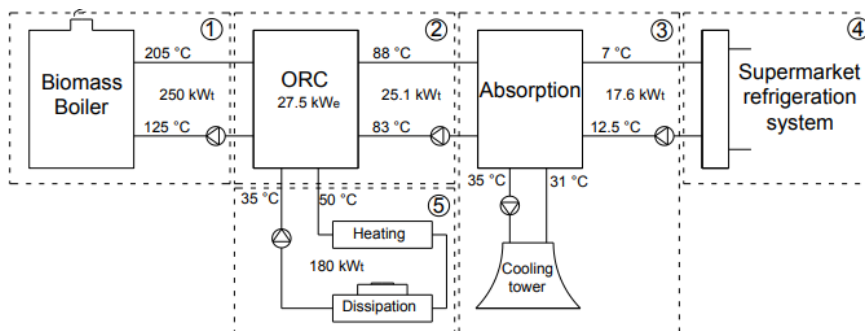 ①
②
③
④
205 °C
88 °C
7 °C
Biomass
Boiler
250 kWt
ORC
27.5 kWe
25.1 kWt
Absorption
17.6 kWt
Supermarket
refrigeration
system
125 °C
83 °C
12.5 °C
35 °C
50 °C
⑤
35 °C
31 °C
Heating
180 kWt
Dissipation
Cooling
tower